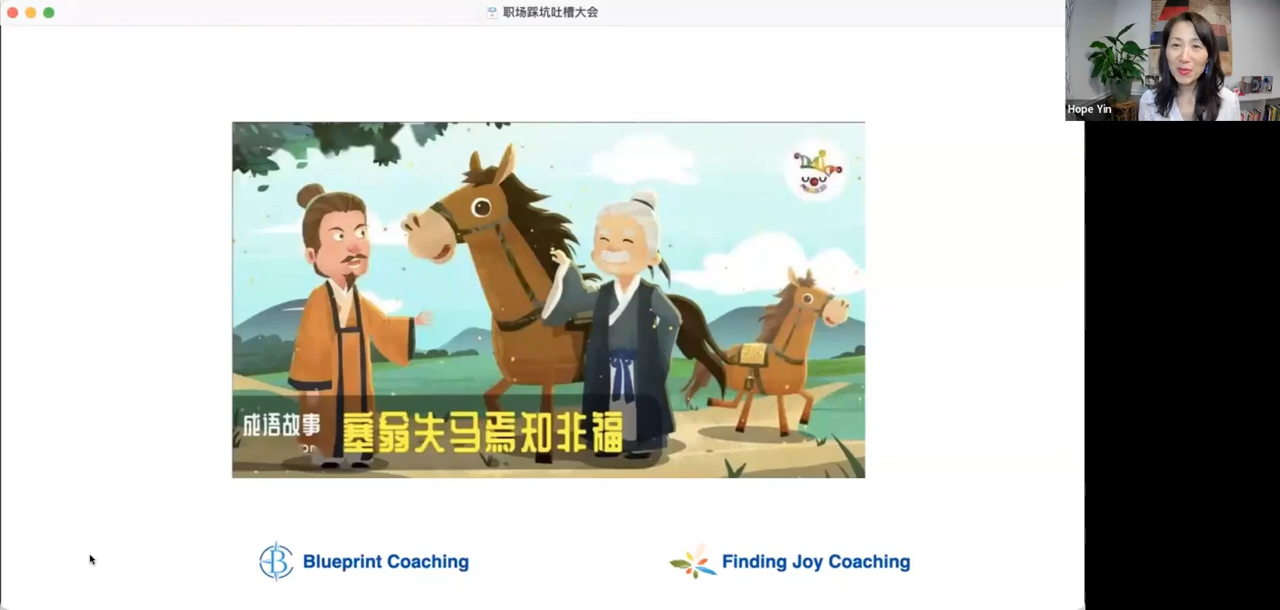 职场踩坑吐槽大会
Hope Yin
成语故事
塞翁失马焉知非福
Blueprint Coaching
Finding Joy Coaching